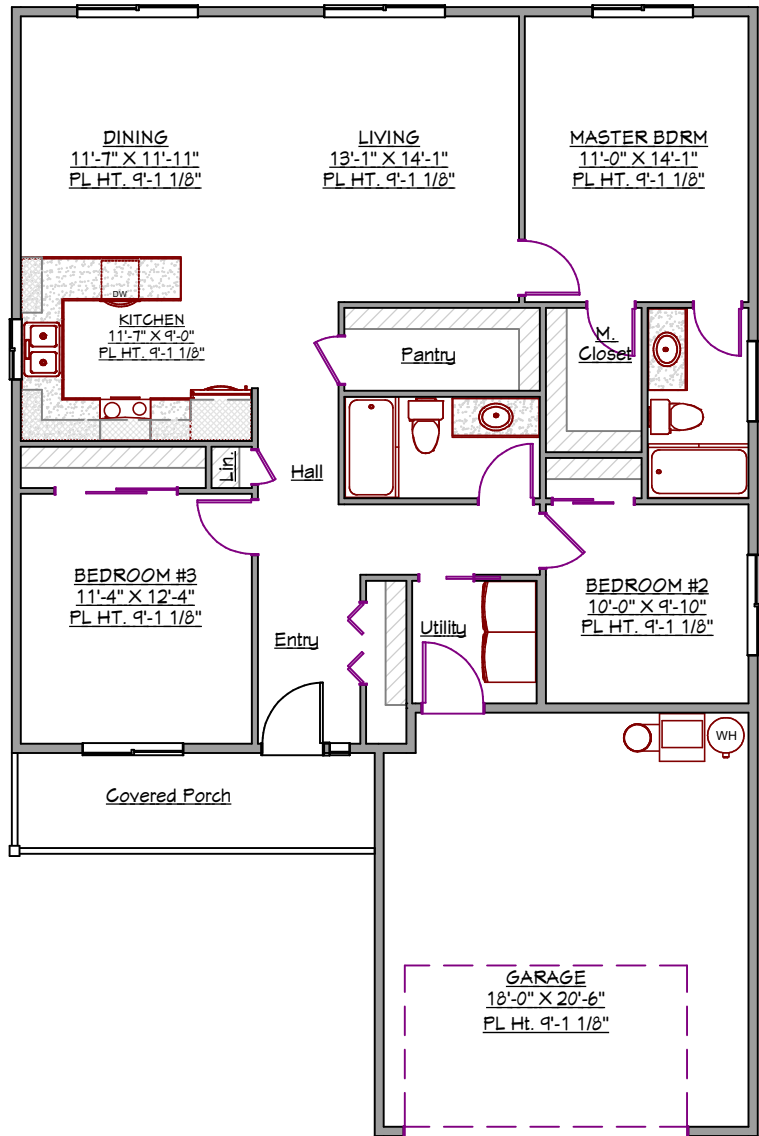 DINING
11'-7" X 11'-11"
PL HT. 9'-1 1/8"
LIVING
13'-1" X 14'-1"
PL HT. 9'-1 1/8"
MASTER BDRM
11'-0" X 14'-1"
PL HT. 9'-1 1/8"
DW
KITCHEN
11'-7" X 9'-0"
PL HT. 9'-1 1/8"
Pantry
M.
Closet
Lin.
Hall
BEDROOM #3
11'-4" X 12'-4"
PL HT. 9'-1 1/8"
BEDROOM #2
10'-0" X 9'-10"
PL HT. 9'-1 1/8"
Entry
Utility
WH
Covered Porch
GARAGE
18'-0" X 20'-6"
PL Ht. 9'-1 1/8"